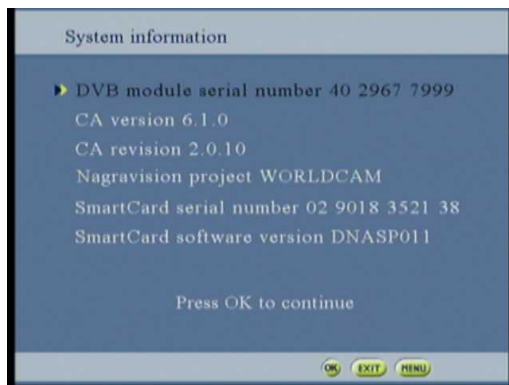 System information
DVB module serial number 40 2967 7999
CA version 6.1.0
CA revision 2.0.10
Nagravision project WORLDCAM
SmartCard serial number 02 9018 3521 38
SmartCard software version DNASP011
Press OK to continue
OK EXIT MENU